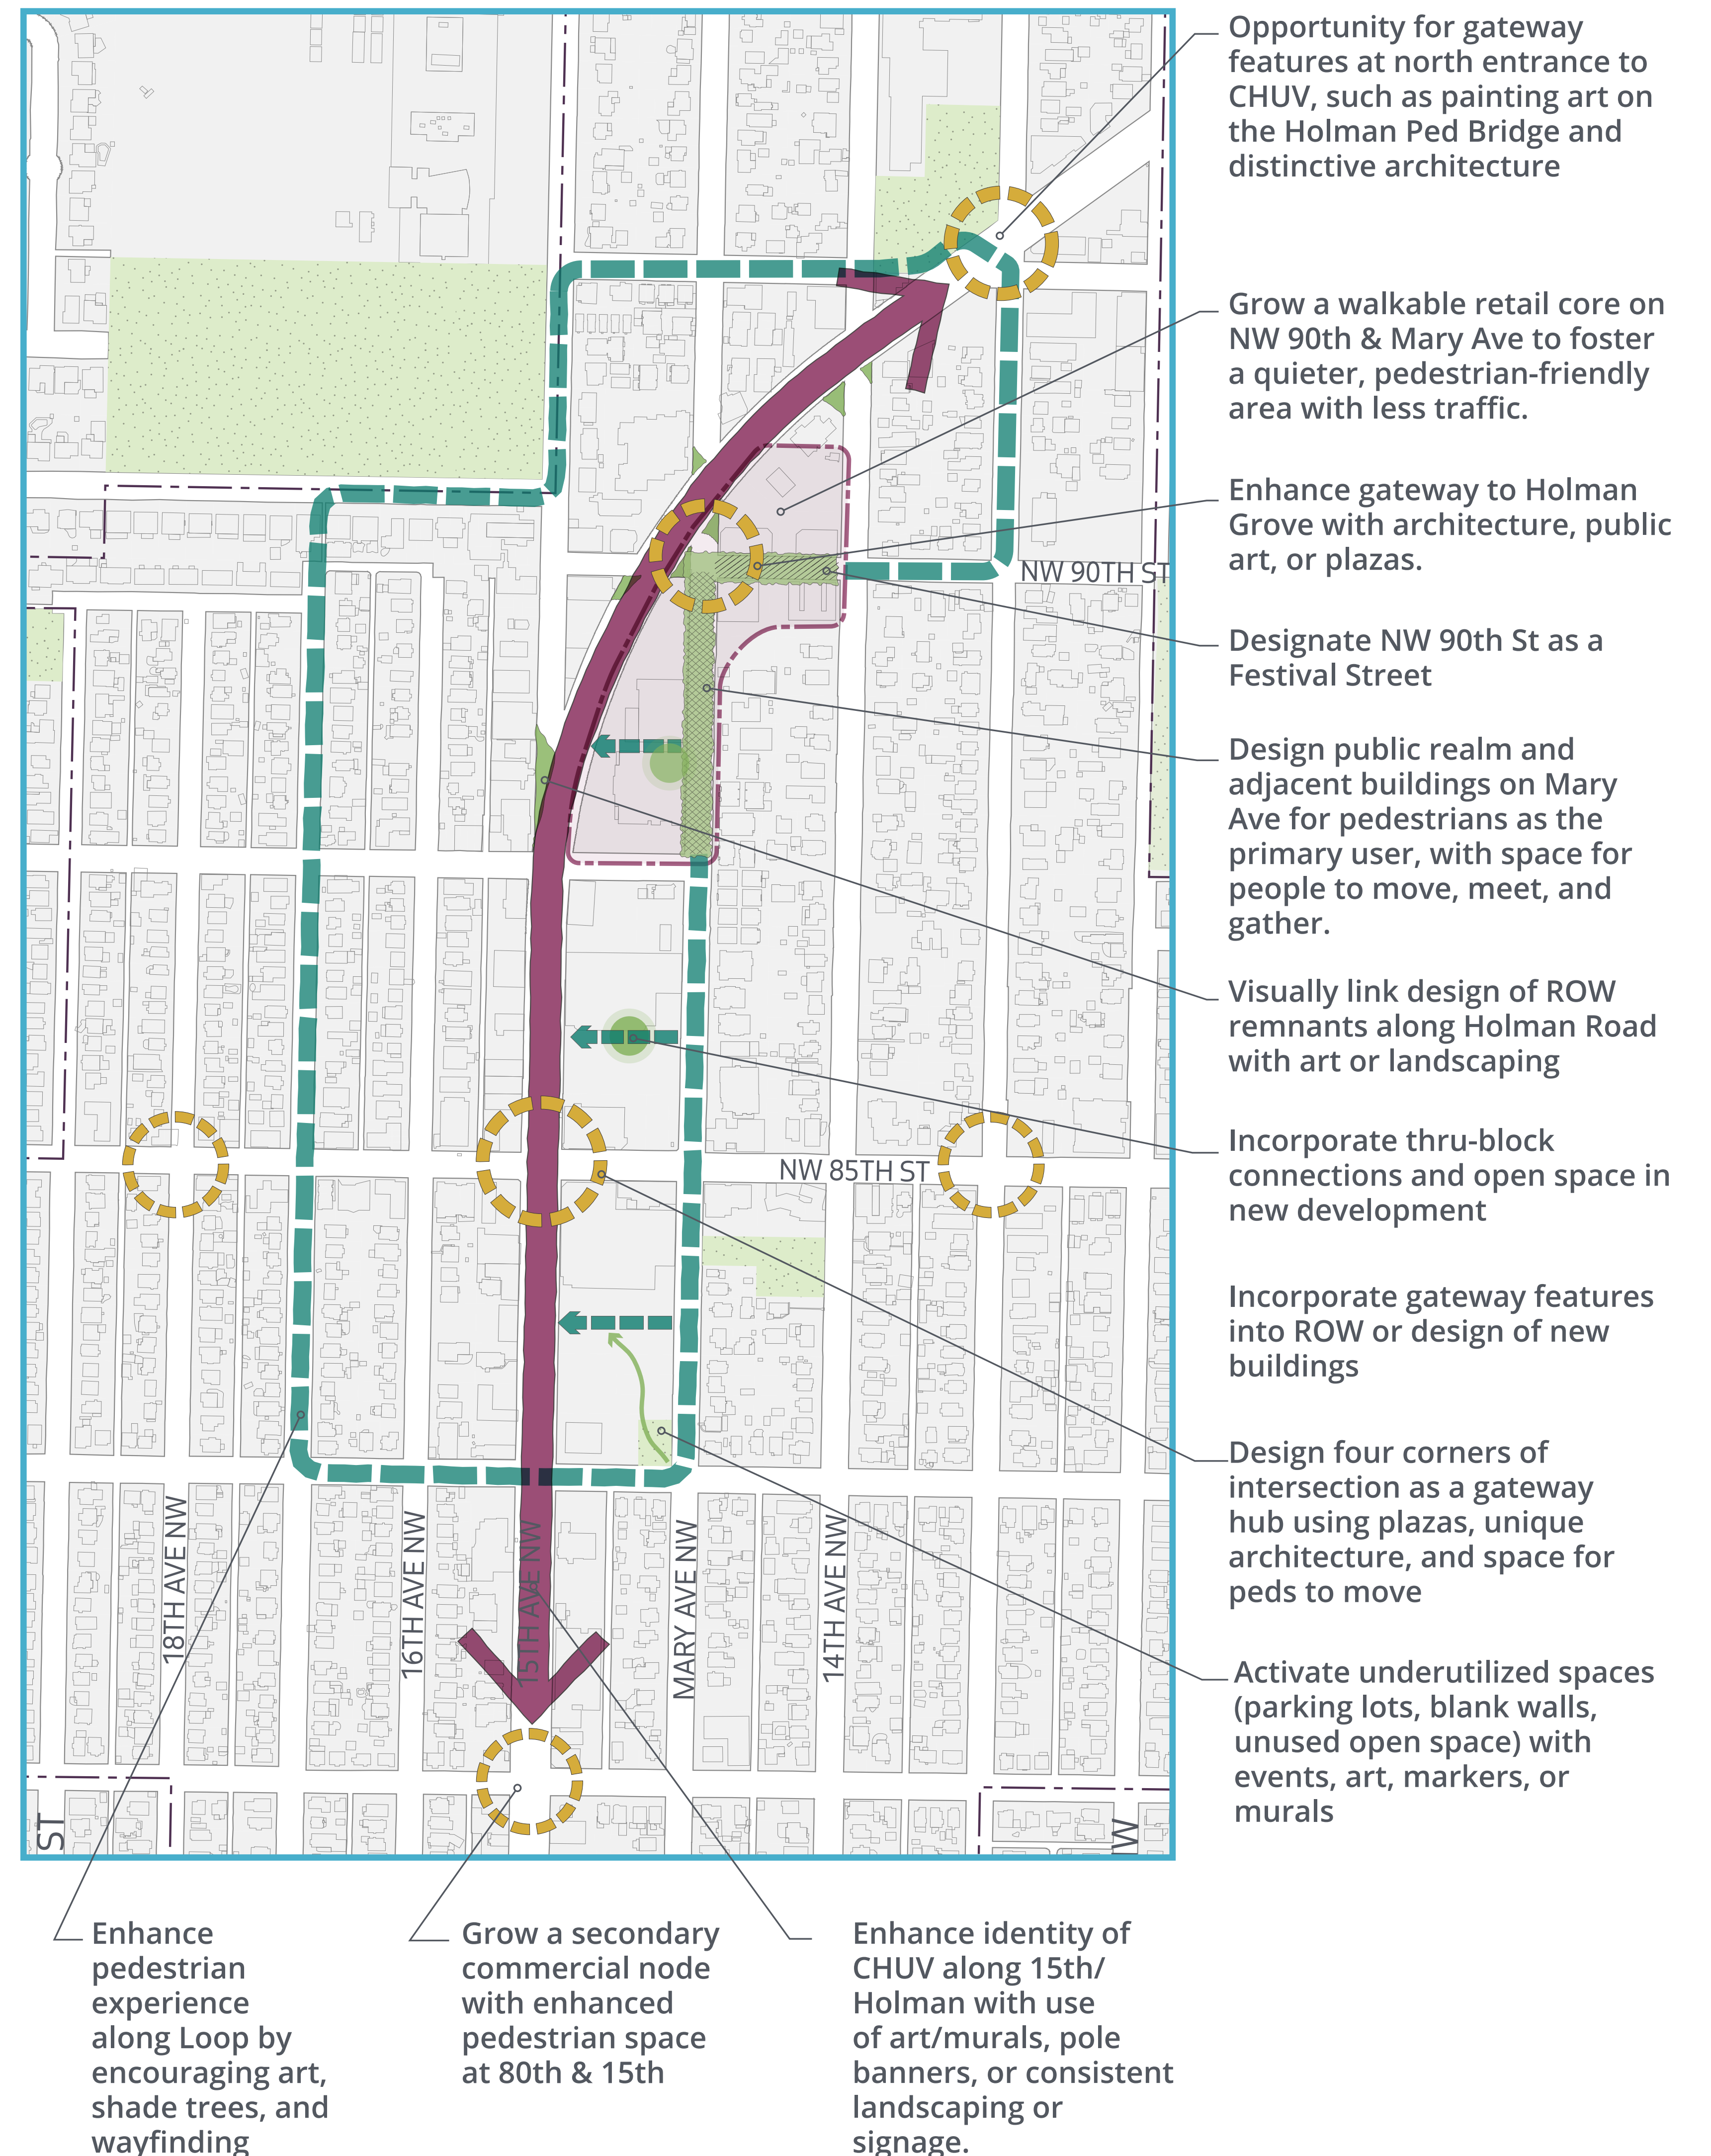 Opportunity for gateway
features at north entrance to
CHUV, such as painting art on
the Holman Ped Bridge and
distinctive architecture
Grow a walkable retail core on
NW 90th & Mary Ave to foster
a quieter, pedestrian-friendly
area with less traffic.
Enhance gateway to Holman
Grove with architecture, public
art, or plazas.
NW 90TH ST
Designate NW 90th St as a
Festival Street
Design public realm and
adjacent buildings on Mary
Ave for pedestrians as the
primary user, with space for
people to move, meet, and
gather.
Visually link design of ROW
remnants along Holman Road
with art or landscaping
Incorporate thru-block
connections and open space in
new development
NW 85TH ST
Incorporate gateway features
into ROW or design of new
buildings
Design four corners of
intersection as a gateway
hub using plazas, unique
architecture, and space for
peds to move
18TH AVE NW
16TH AVE NW
15TH AVE NW
MARY AVE NW
14TH AVE NW
Activate underutilized spaces
(parking lots, blank walls,
unused open space) with
events, art, markers, or
murals
ST
W
Enhance
pedestrian
experience
along Loop by
encouraging art,
shade trees, and
wayfinding
Grow a secondary
commercial node
with enhanced
pedestrian space
at 80th & 15th
Enhance identity of
CHUV along 15th/
Holman with use
of art/murals, pole
banners, or consistent
landscaping or
signage.